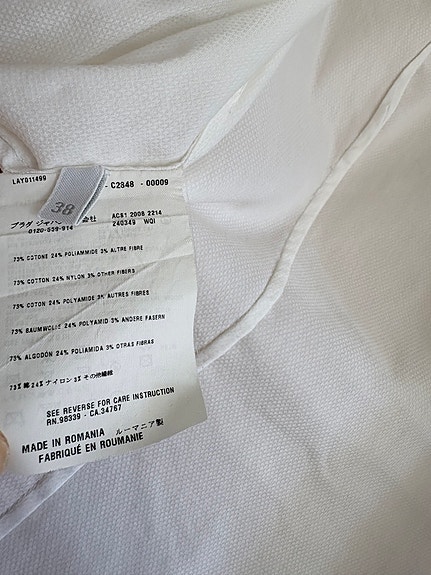 LAY011499
- C2848 - 00009
38
プラダ ジャパン 会社 ACS1 2008 2214
0120-559-914 240349 WQI
73% COTONE 24% POLIAMMIDE 3% ALTRE FIBRE
73% COTTON 24% NYLON 3% OTHER FIBERS
73% COTON 24% POLYAMIDE 3% AUTRES FIBRES
73% BAUMWOLLE 24% POLYAMID 3% ANDERE FASERN
73% ALGODÓN 24% POLIAMIDA 3% OTRAS FIBRAS
73% 綿 24% ナイロン 3% その他繊維
SEE REVERSE FOR CARE INSTRUCTION
RN.98339 - CA.34767
MADE IN ROMANIA ルーマニア製
FABRIQUÉ EN ROUMANIE